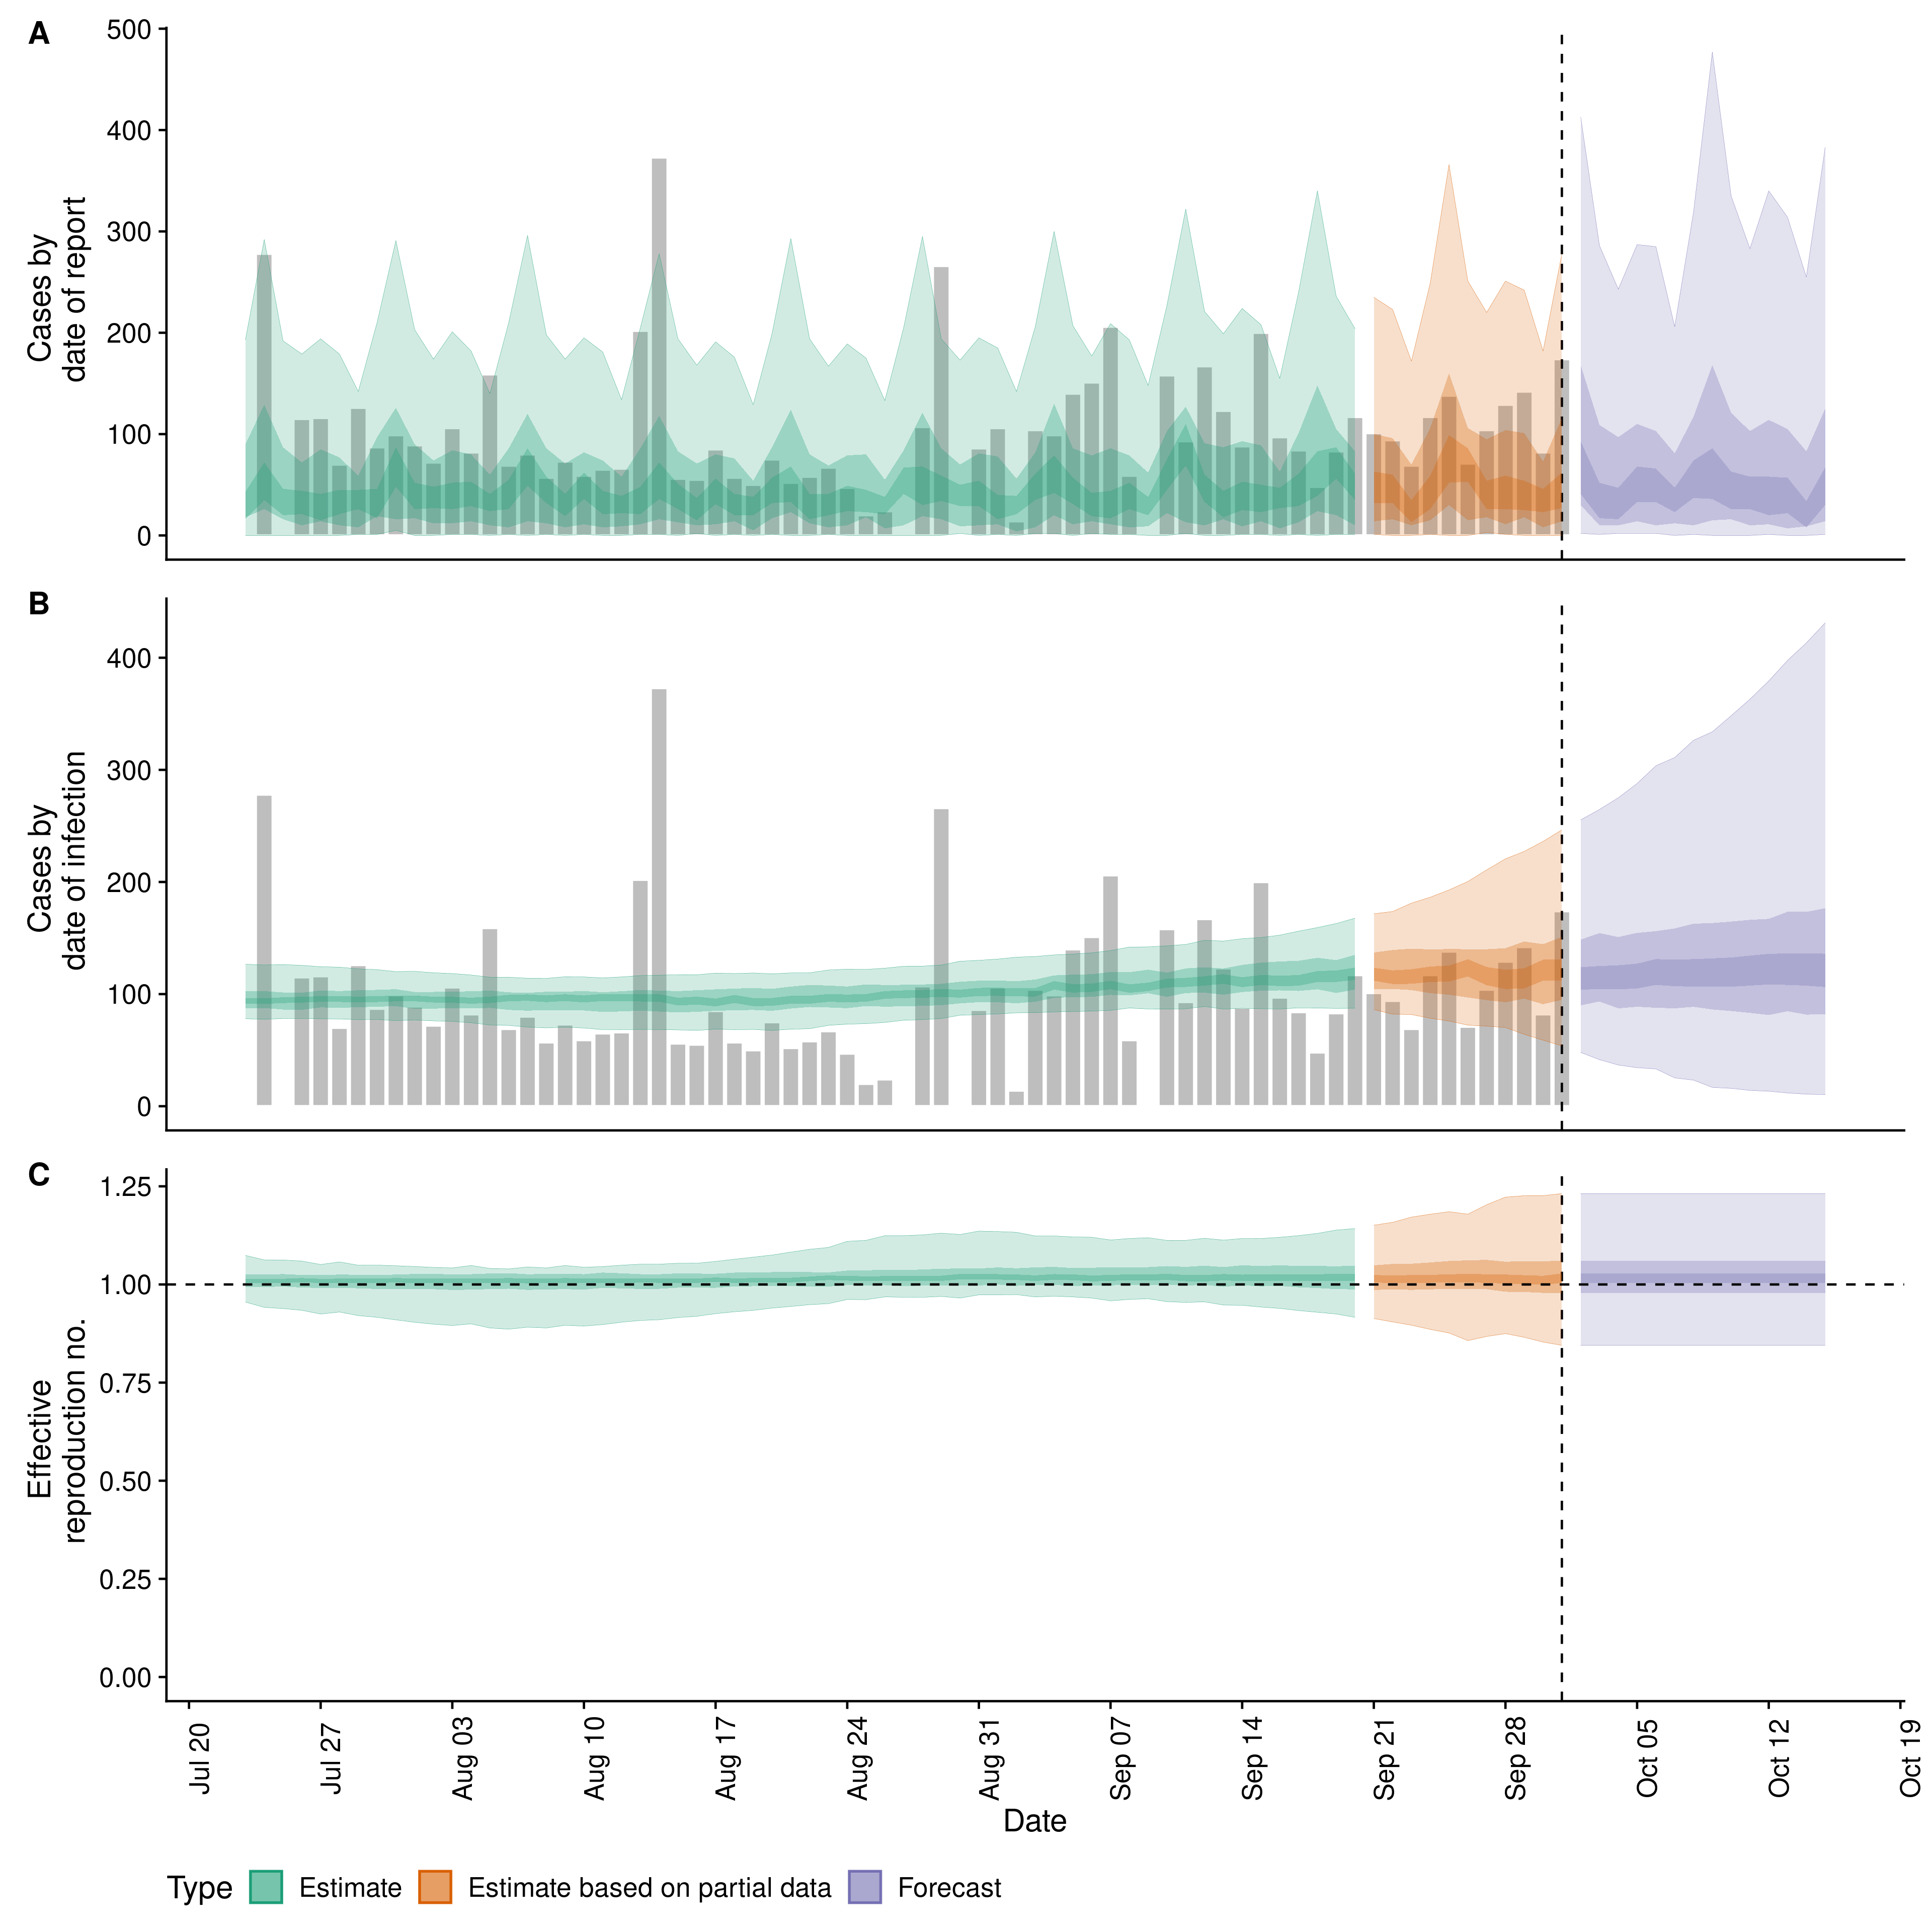 A
500
400
300
200
100
0
Cases by
date of report
B
400
300
200
100
0
Cases by
date of infection
C
1.25
1.00
0.75
0.50
0.25
0.00
Effective
reproduction no.
Jul 20
Jul 27
Aug 03
Aug 10
Aug 17
Aug 24
Aug 31
Sep 07
Sep 14
Sep 21
Sep 28
Oct 05
Oct 12
Oct 19
Date
Type Estimate Estimate based on partial data Forecast